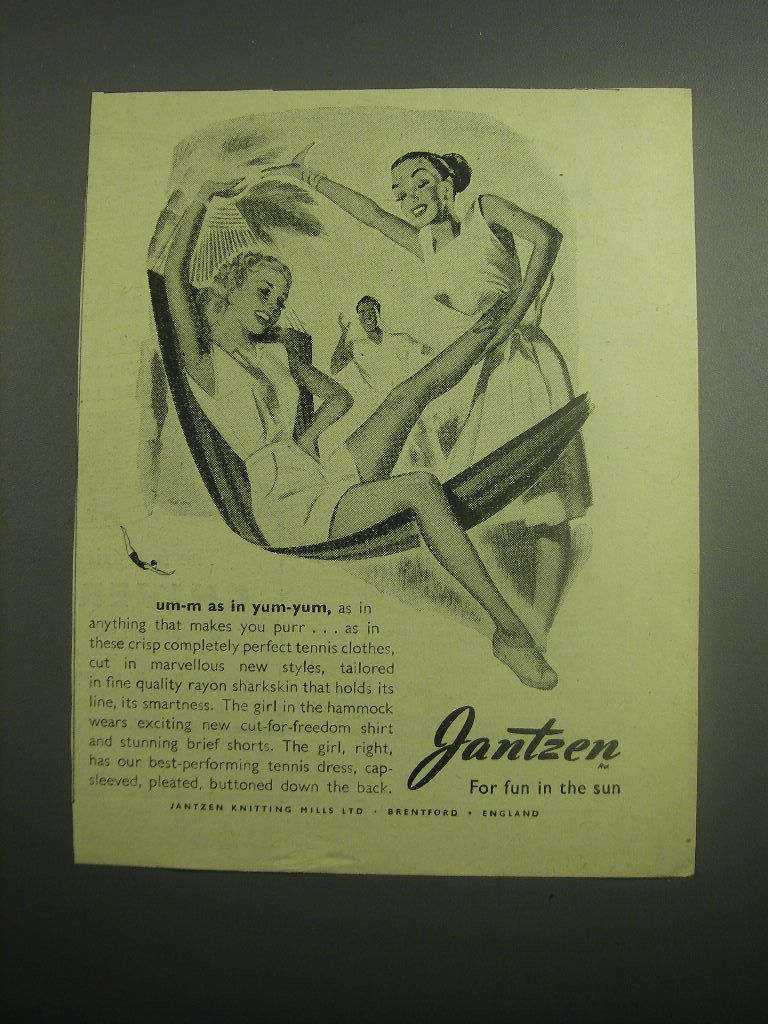 um-m as in yum-yum, as in
anything that makes you purr . . . as in
these crisp completely perfect tennis clothes,
cut in marvellous new styles, tailored
in fine quality rayon sharkskin that holds its
line, its smartness. The girl in the hammock
wears exciting new cut-for-freedom shirt
and stunning brief shorts. The girl, right,
has our best-performing tennis dress, cap-
sleeved, pleated, buttoned down the back.
Jantzen
For fun in the sun
JANTZEN KNITTING MILLS LTD · BRENTFORD · ENGLAND